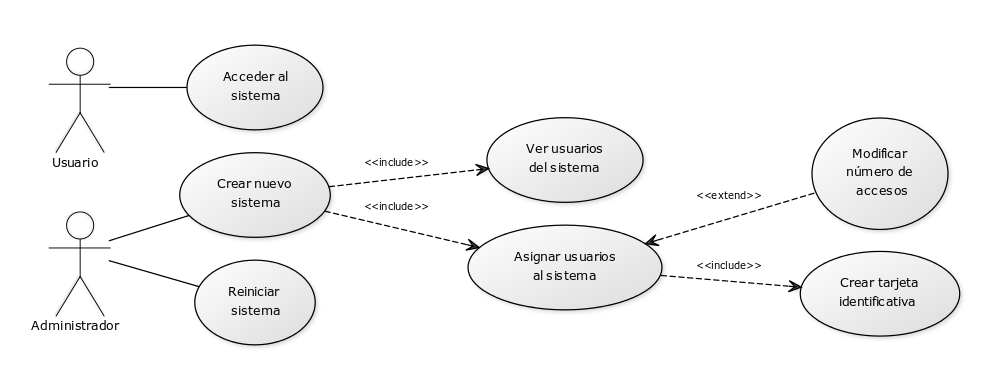 Acceder al
sistema
Usuario
Crear nuevo
sistema
<<include>>
<<include>>
Ver usuarios
del sistema
Modificar
número de
accesos
<<extend>>
Asignar usuarios
al sistema
<<include>>
Crear tarjeta
identificativa
Reiniciar
sistema
Administrador